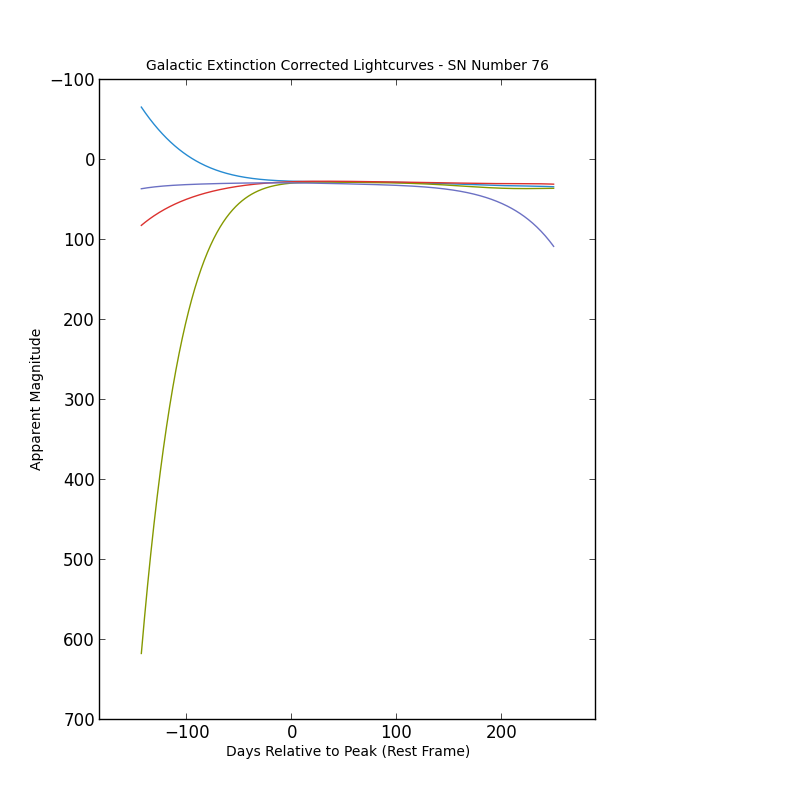 Galactic Extinction Corrected Lightcurves - SN Number 76
−100
0
100
200
300
400
500
600
700
Apparent Magnitude
−100 0 100 200
Days Relative to Peak (Rest Frame)